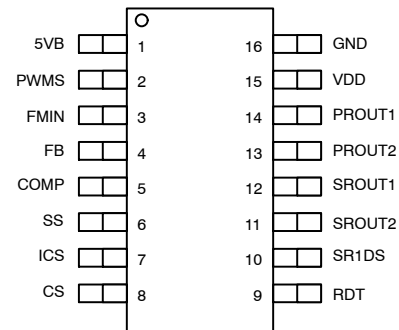 5VB 1 16 GND
PWMS 2 15 VDD
FMIN 3 14 PROUT1
FB 4 13 PROUT2
COMP 5 12 SROUT1
SS 6 11 SROUT2
ICS 7 10 SR1DS
CS 8 9 RDT